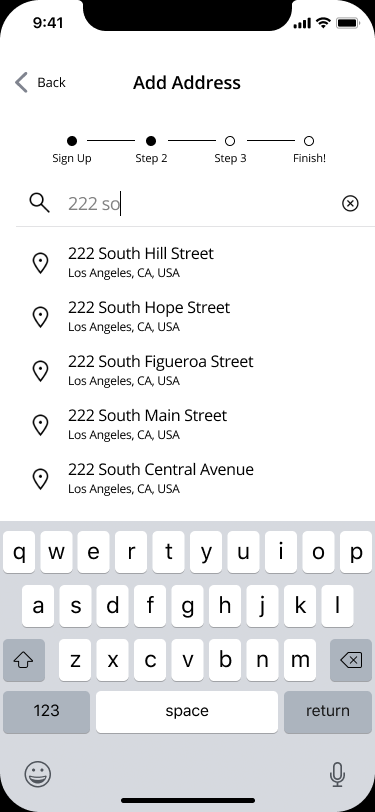 9:41
Back
Add Address
Sign Up Step 2 Step 3 Finish!
222 so
222 South Hill Street
Los Angeles, CA, USA
222 South Hope Street
Los Angeles, CA, USA
222 South Figueroa Street
Los Angeles, CA, USA
222 South Main Street
Los Angeles, CA, USA
222 South Central Avenue
Los Angeles, CA, USA
q w e r t y u i o p
a s d f g h j k l
z x c v b n m
123 space return